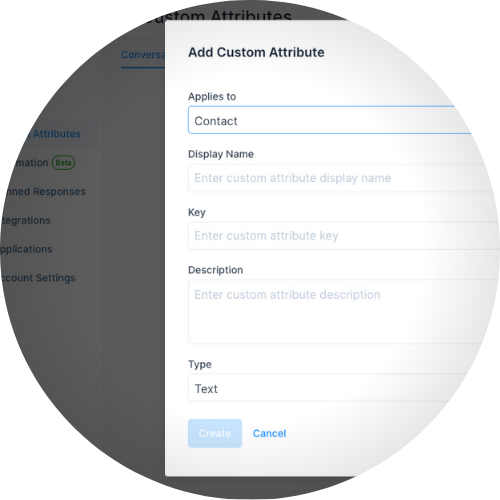 Custom Attributes
Conversa
Add Custom Attribute
Applies to
Contact
Attributes
Display Name
mation Beta
Enter custom attribute display name
nned Responses
Key
tegrations
Enter custom attribute key
pplications
Description
ccount Settings
Enter custom attribute description
Type
Text
Create Cancel